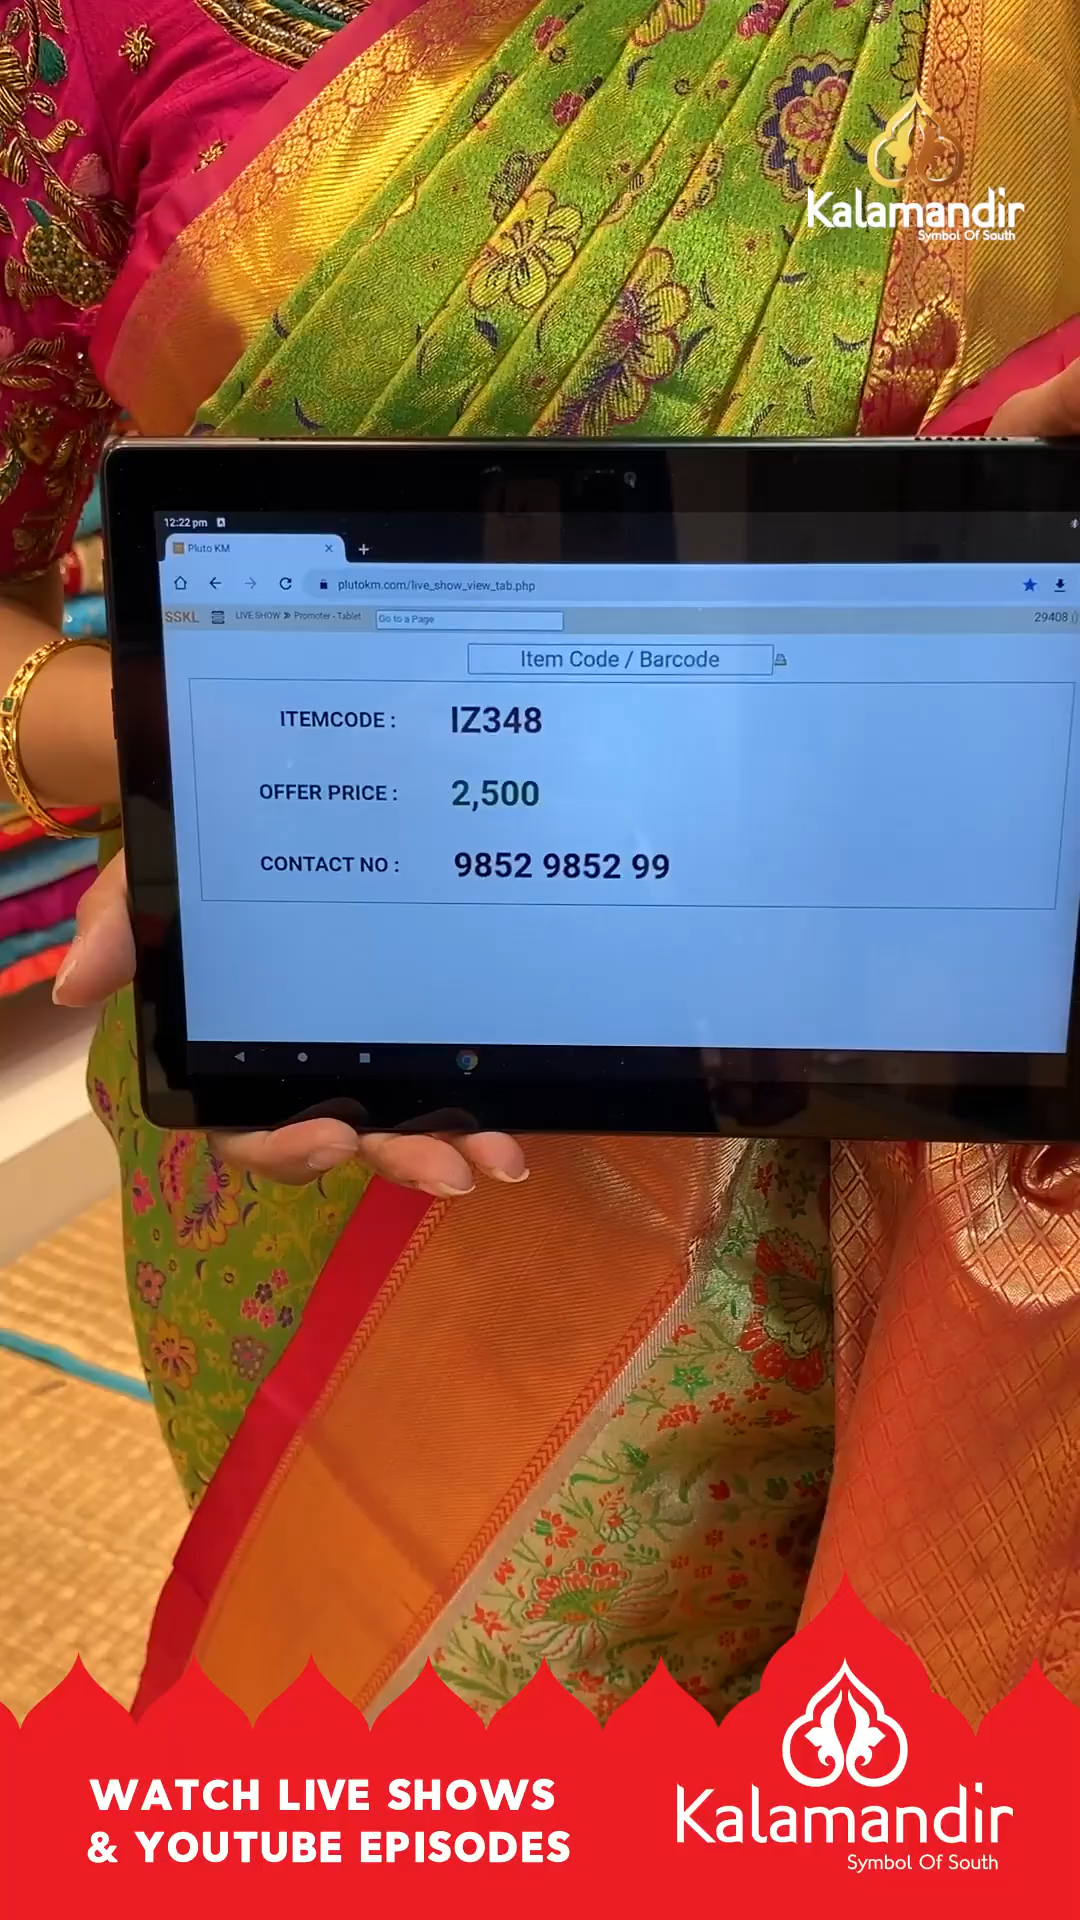 Kalamandir
Symbol Of South
12:22 pm
Pluto KM
plutokm.com/live_show_view_tab.php
SSKL LIVE SHOW Promoter - Tablet Go to a Page 29408
Item Code / Barcode
ITEMCODE : IZ348
OFFER PRICE : 2,500
CONTACT NO : 9852 9852 99
WATCH LIVE SHOWS
& YOUTUBE EPISODES
Kalamandir
Symbol Of South